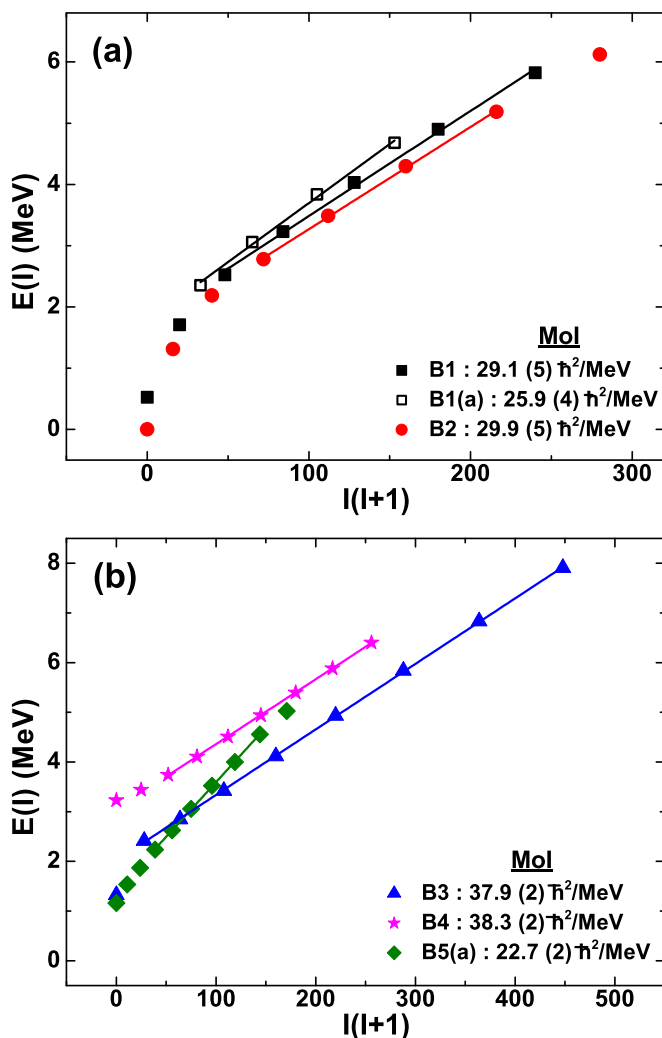 (a)
6
4
2
0
E(I) (MeV)
Mol
B1 : 29.1 (5) ħ²/MeV
B1(a) : 25.9 (4) ħ²/MeV
B2 : 29.9 (5) ħ²/MeV
0 100 200 300
I(I+1)
(b)
8
6
4
2
0
E(I) (MeV)
Mol
B3 : 37.9 (2) ħ²/MeV
B4 : 38.3 (2) ħ²/MeV
B5(a) : 22.7 (2) ħ²/MeV
0 100 200 300 400 500
I(I+1)